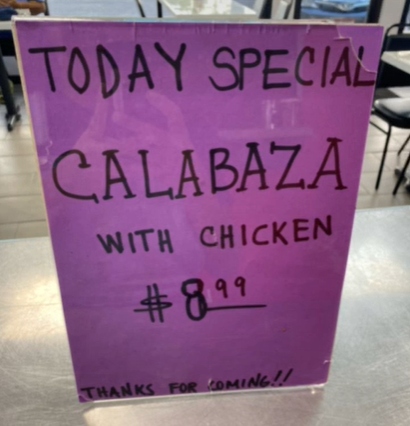 TODAY SPECIAL
CALABAZA
WITH CHICKEN
$8.99
THANKS FOR COMING!!